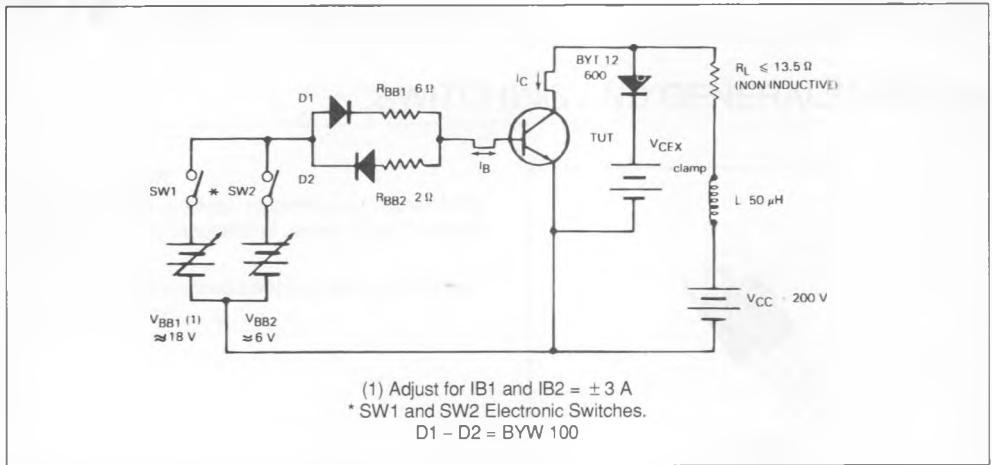 BYT 12
600
IC
RL ⩽ 13.5 Ω
(NON INDUCTIVE)
D1
RBB1 6 Ω
TUT
VCEX
clamp
IB
D2
RBB2 2 Ω
SW1
* SW2
L 50 μH
VCC - 200 V
VBB1 (1)
≈ 18 V
VBB2
≈ 6 V
(1) Adjust for IB1 and IB2 = ± 3 A
* SW1 and SW2 Electronic Switches.
D1 – D2 = BYW 100